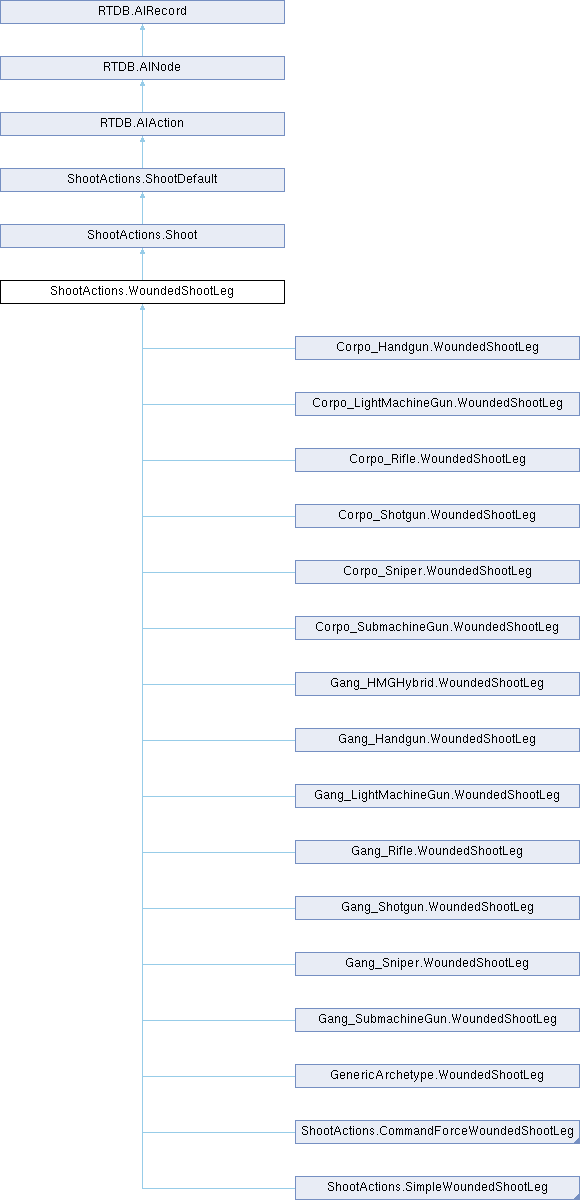 RTDB.AIRecord
RTDB.AINode
RTDB.AIAction
ShootActions.ShootDefault
ShootActions.Shoot
ShootActions.WoundedShootLeg
Corpo_Handgun.WoundedShootLeg
Corpo_LightMachineGun.WoundedShootLeg
Corpo_Rifle.WoundedShootLeg
Corpo_Shotgun.WoundedShootLeg
Corpo_Sniper.WoundedShootLeg
Corpo_SubmachineGun.WoundedShootLeg
Gang_HMGHybrid.WoundedShootLeg
Gang_Handgun.WoundedShootLeg
Gang_LightMachineGun.WoundedShootLeg
Gang_Rifle.WoundedShootLeg
Gang_Shotgun.WoundedShootLeg
Gang_Sniper.WoundedShootLeg
Gang_SubmachineGun.WoundedShootLeg
GenericArchetype.WoundedShootLeg
ShootActions.CommandForceWoundedShootLeg
ShootActions.SimpleWoundedShootLeg